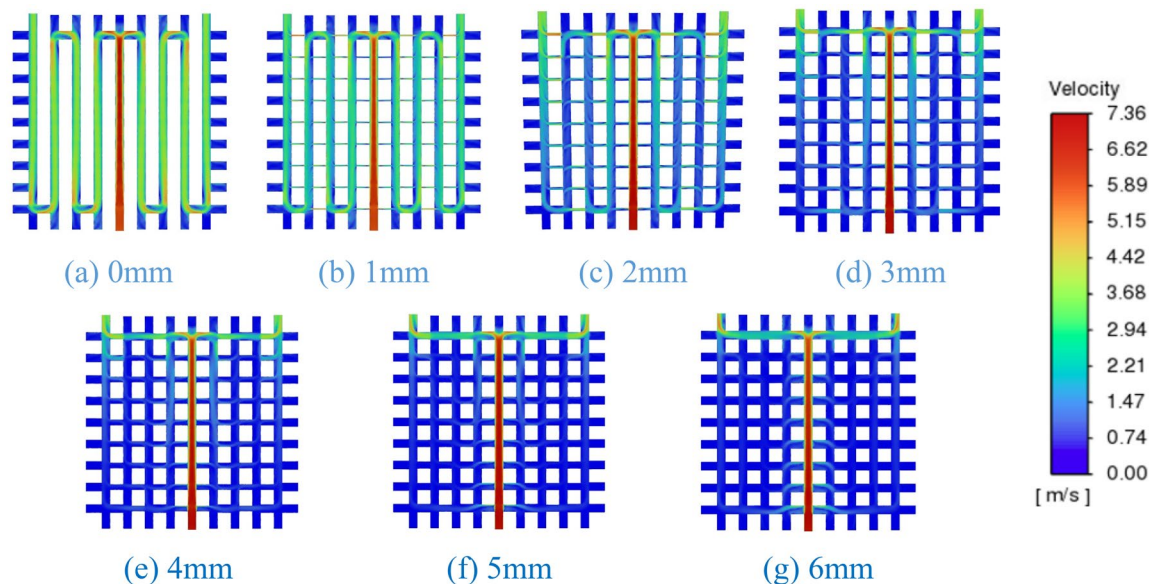 (a) 0mm
(b) 1mm
(c) 2mm
(d) 3mm
(e) 4mm
(f) 5mm
(g) 6mm
Velocity
7.36
6.62
5.89
5.15
4.42
3.68
2.94
2.21
1.47
0.74
0.00
[ m/s ]